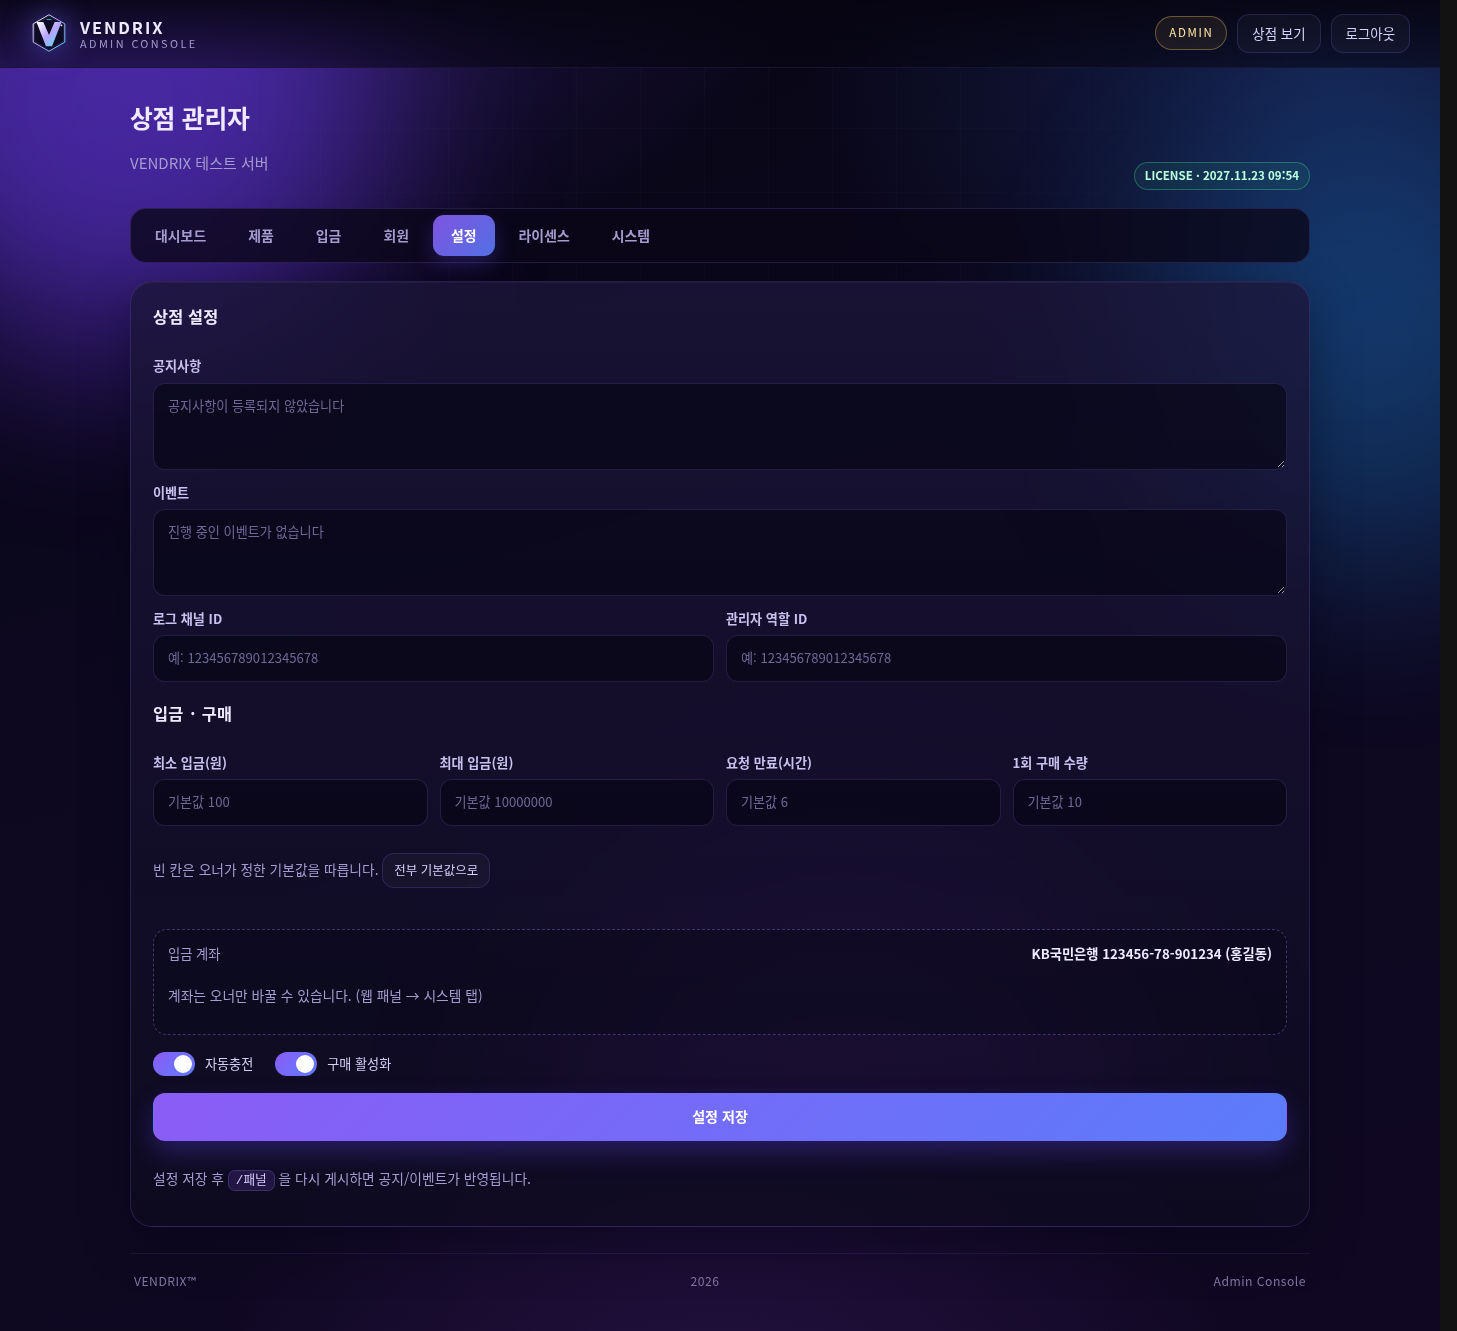 VENDRIX
ADMIN CONSOLE
ADMIN
상점 보기
로그아웃
상점 관리자
VENDRIX 테스트 서버
LICENSE · 2027.11.23 09:54
대시보드
제품
입금
회원
설정
라이센스
시스템
상점 설정
공지사항
공지사항이 등록되지 않았습니다
이벤트
진행 중인 이벤트가 없습니다
로그 채널 ID
관리자 역할 ID
예: 123456789012345678
예: 123456789012345678
입금 · 구매
최소 입금(원)
최대 입금(원)
요청 만료(시간)
1회 구매 수량
기본값 100
기본값 10000000
기본값 6
기본값 10
빈 칸은 오너가 정한 기본값을 따릅니다. 전부 기본값으로
입금 계좌
KB국민은행 123456-78-901234 (홍길동)
계좌는 오너만 바꿀 수 있습니다. (웹 패널 → 시스템 탭)
자동충전
구매 활성화
설정 저장
설정 저장 후 /패널 을 다시 게시하면 공지/이벤트가 반영됩니다.
VENDRIX™
2026
Admin Console